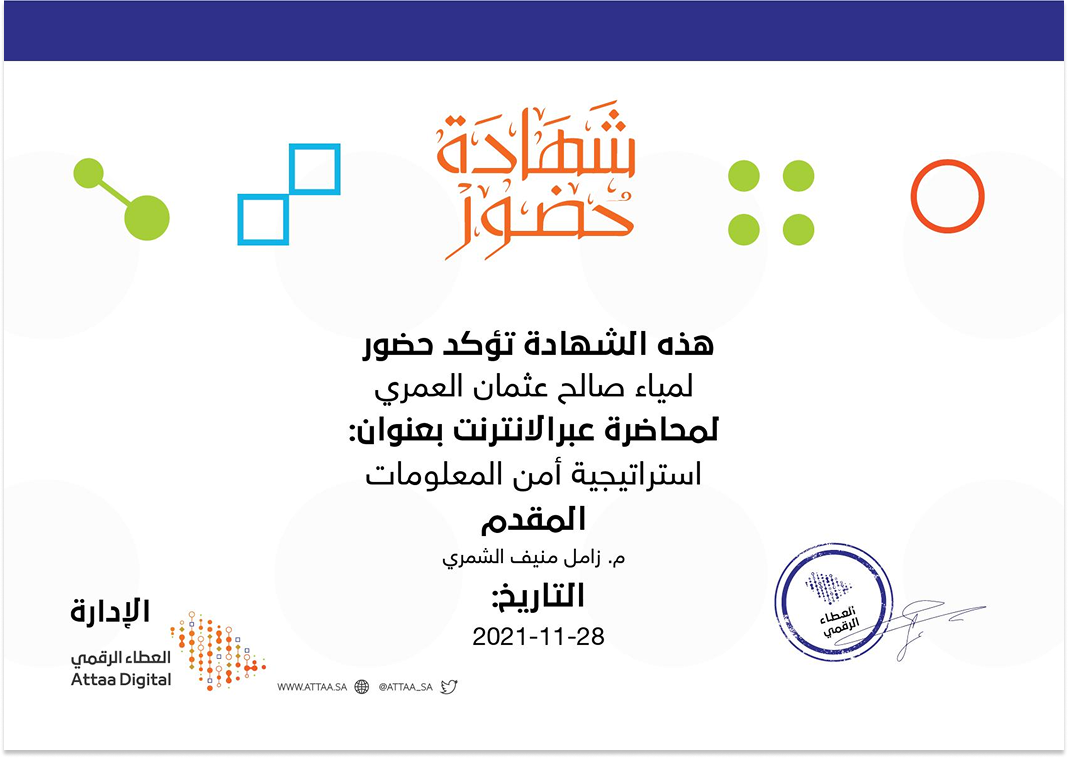 شهادة
حضور
هذه الشهادة تؤكد حضور
لمياء صالح عثمان العمري
لمحاضرة عبرالانترنت بعنوان:
استراتيجية أمن المعلومات
المقدم
م. زامل منيف الشمري
التاريخ:
2021-11-28
الإدارة
العطاء الرقمي
Attaa Digital
WWW.ATTAA.SA
@ATTAA_SA
العطاء
الرقمي